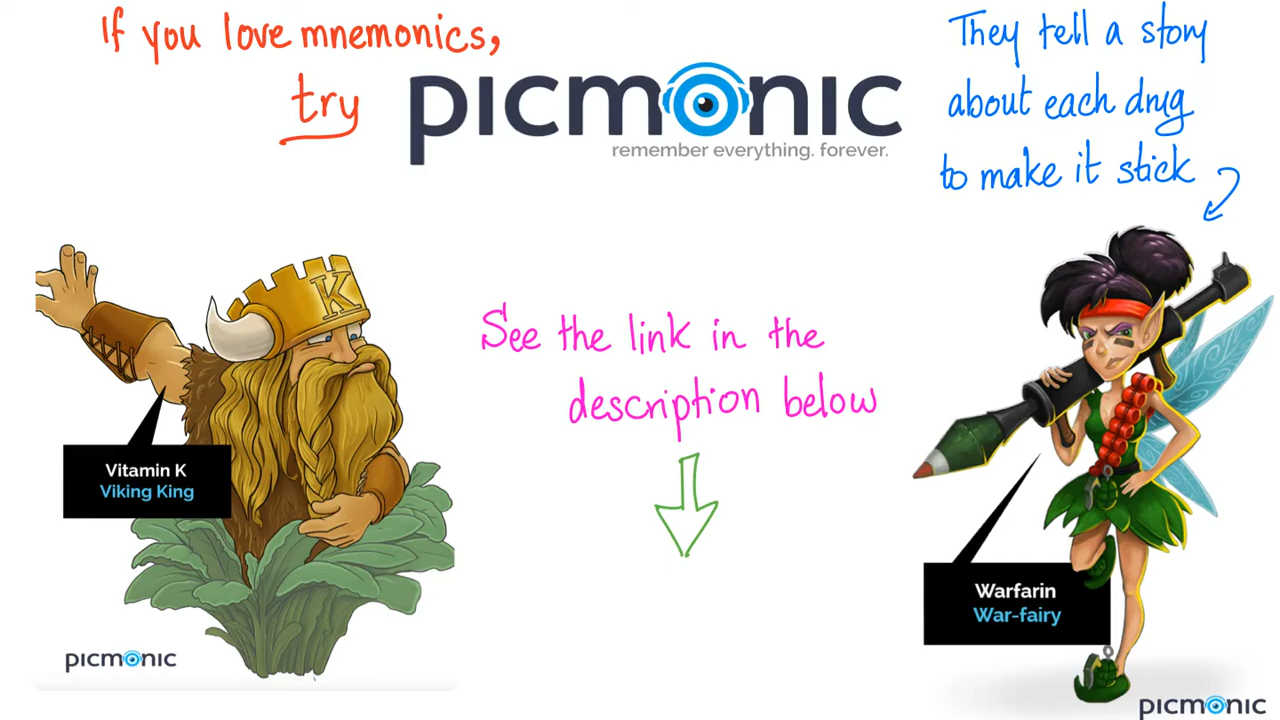 If you love mnemonics,
try
picmonic
remember everything. forever.
They tell a story
about each drug
to make it stick
K
See the link in the
description below
Vitamin K
Viking King
picmonic
Warfarin
War-fairy
picmonic